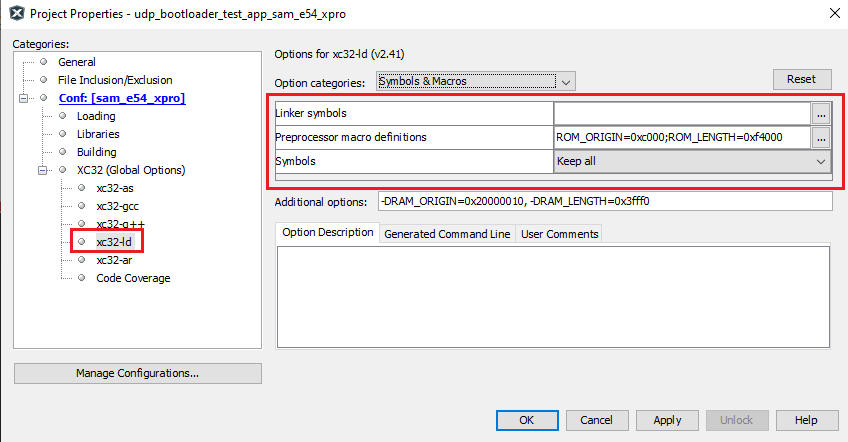 Project Properties - udp_bootloader_test_app_sam_e54_xpro
Categories:
General
File Inclusion/Exclusion
Conf: [sam_e54_xpro]
Loading
Libraries
Building
XC32 (Global Options)
xc32-as
xc32-gcc
xc32-g++
xc32-ld
xc32-ar
Code Coverage
Manage Configurations...
Options for xc32-ld (v2.41)
Option categories: Symbols & Macros Reset
Linker symbols ...
Preprocessor macro definitions ROM_ORIGIN=0xc000;ROM_LENGTH=0xf4000 ...
Symbols Keep all
Additional options: -DRAM_ORIGIN=0x20000010, -DRAM_LENGTH=0x3fff0
Option Description Generated Command Line User Comments
OK Cancel Apply Unlock Help